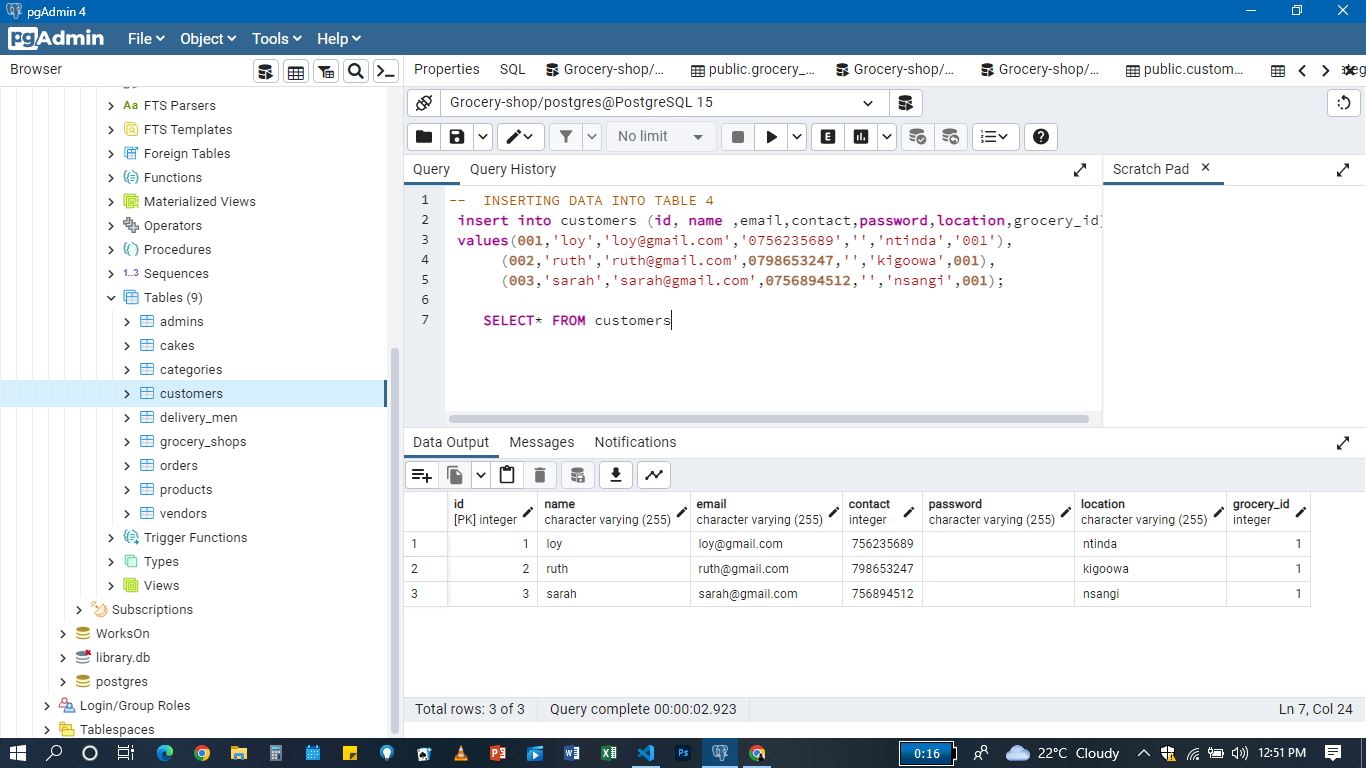 pgAdmin 4
pgAdmin File Object Tools Help
Browser
Properties SQL Grocery-shop/... public.grocery_... Grocery-shop/... Grocery-shop/... public.custom...
Aa FTS Parsers
FTS Templates
Foreign Tables
Functions
Materialized Views
Operators
Procedures
1..3 Sequences
Tables (9)
admins
cakes
categories
customers
delivery_men
grocery_shops
orders
products
vendors
Trigger Functions
Types
Views
Subscriptions
WorksOn
library.db
postgres
Login/Group Roles
Tablespaces
Grocery-shop/postgres@PostgreSQL 15
No limit
E
Query Query History
Scratch Pad
1 -- INSERTING DATA INTO TABLE 4
2 insert into customers (id, name ,email,contact,password,location,grocery_id)
3 values(001,'loy','loy@gmail.com','0756235689','','ntinda','001'),
4 (002,'ruth','ruth@gmail.com',0798653247,'','kigoowa',001),
5 (003,'sarah','sarah@gmail.com',0756894512,'','nsangi',001);
6
7 SELECT* FROM customers
Data Output Messages Notifications
id name email contact password location grocery_id
[PK] integer character varying (255) character varying (255) integer character varying (255) character varying (255) integer
1 1 loy loy@gmail.com 756235689 ntinda 1
2 2 ruth ruth@gmail.com 798653247 kigoowa 1
3 3 sarah sarah@gmail.com 756894512 nsangi 1
Total rows: 3 of 3 Query complete 00:00:02.923 Ln 7, Col 24
0:16 22°C Cloudy 12:51 PM